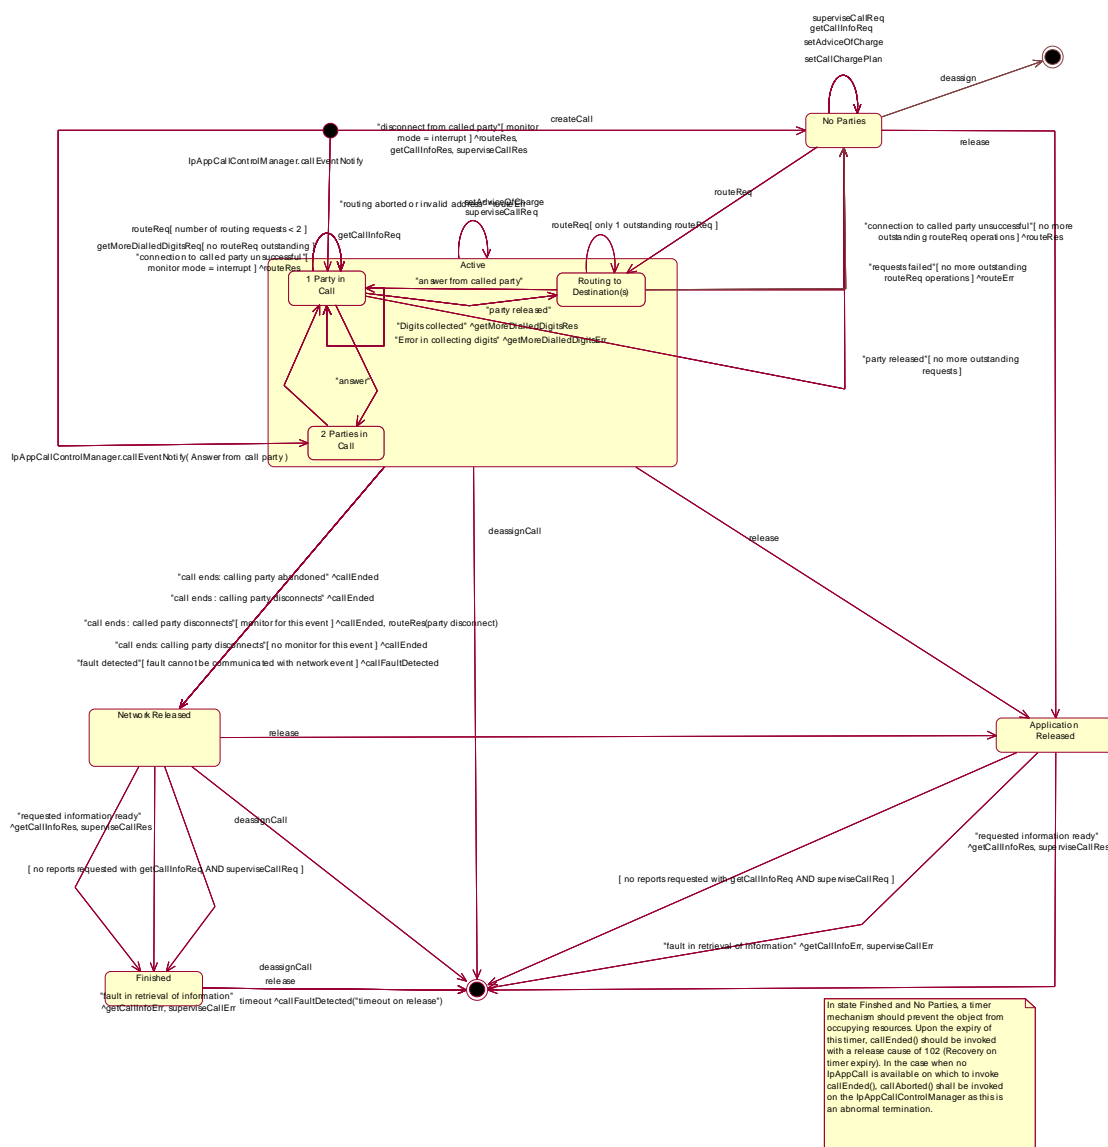 superviseCallReq
getCallInfoReq
setAdviceOfCharge
setCallChargePlan
deassign
No Parties
createCall
release
"disconnect from called party"[ monitor
mode = interrupt ] ^routeRes,
getCallInfoRes, superviseCallRes
IpAppCallControlManager.callEventNotify
routeReq
"routing aborted or invalid address" ^routeErr
setAdviceOfCharge
superviseCallReq
routeReq[ number of routing requests < 2 ]
getCallInfoReq
routeReq[ only 1 outstanding routeReq ]
"connection to called party unsuccessful"[ no more
outstanding routeReq operations ] ^routeRes
getMoreDialledDigitsReq[ no routeReq outstanding ]
"connection to called party unsuccessful"[
monitor mode = interrupt ] ^routeRes
Active
"requests failed"[ no more outstanding
routeReq operations ] ^routeErr
1 Party in
Call
"answer from called party"
Routing to
Destination(s)
"party released"
"Digits collected" ^getMoreDialledDigitsRes
"Error in collecting digits" ^getMoreDialledDigitsErr
"party released"[ no more outstanding
requests ]
"answer"
2 Parties in
Call
IpAppCallControlManager.callEventNotify( Answer from call party )
deassignCall
release
"call ends: calling party abandoned" ^callEnded
"call ends : calling party disconnects" ^callEnded
"call ends : called party disconnects"[ monitor for this event ] ^callEnded, routeRes(party disconnect)
"call ends: calling party disconnects"[ no monitor for this event ] ^callEnded
"fault detected"[ fault cannot be communicated with network event ] ^callFaultDetected
Network Released
release
Application
Released
"requested information ready"
^getCallInfoRes, superviseCallRes
deassignCall
"requested information ready"
^getCallInfoRes, superviseCallRes
[ no reports requested with getCallInfoReq AND superviseCallReq ]
[ no reports requested with getCallInfoReq AND superviseCallReq ]
"fault in retrieval of information" ^getCallInfoErr, superviseCallErr
Finished
deassignCall
release
"fault in retrieval of information"
^getCallInfoErr, superviseCallErr
timeout ^callFaultDetected("timeout on release")
In state Finshed and No Parties, a timer
mechanism should prevent the object from
occupying resources. Upon the expiry of
this timer, callEnded() should be invoked
with a release cause of 102 (Recovery on
timer expiry). In the case when no
IpAppCall is available on which to invoke
callEnded(), callAborted() shall be invoked
on the IpAppCallControlManager as this is
an abnormal termination.